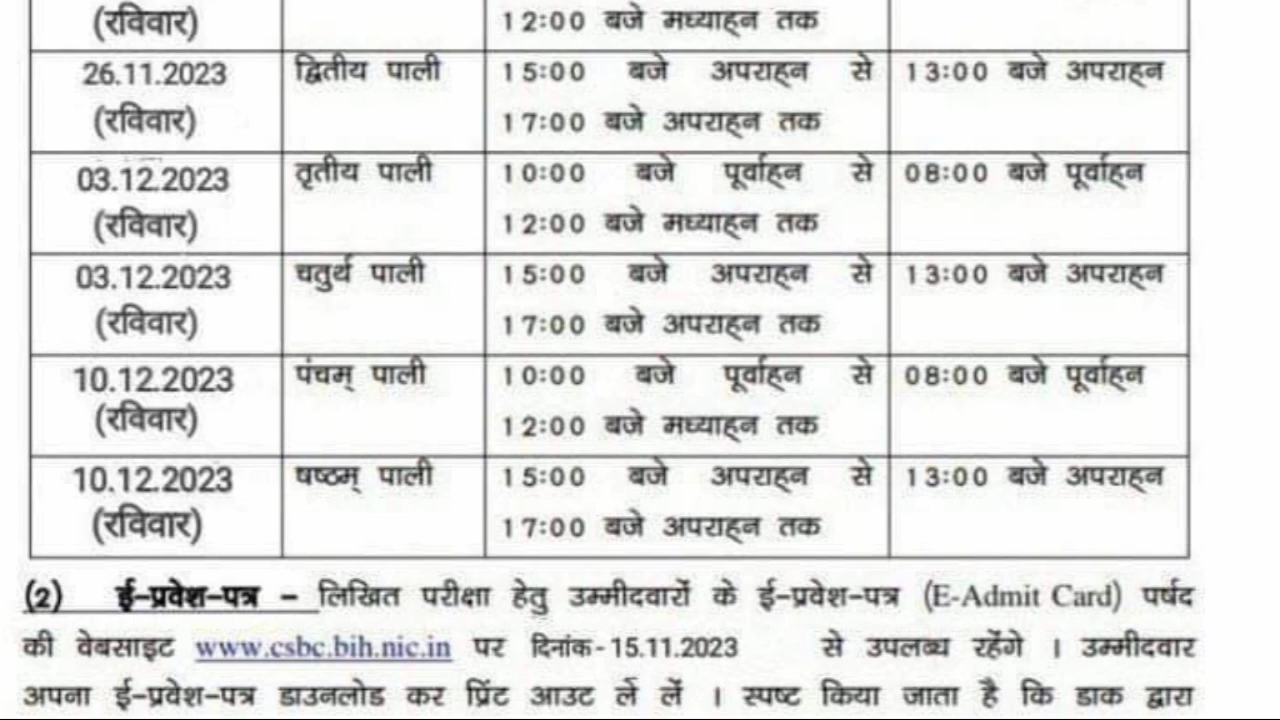 (रविवार) 12:00 बजे मध्याह्न तक
26.11.2023 द्वितीय पाली 15:00 बजे अपराह्न से 13:00 बजे अपराह्न
(रविवार) 17:00 बजे अपराह्न तक
03.12.2023 तृतीय पाली 10:00 बजे पूर्वाह्न से 08:00 बजे पूर्वाह्न
(रविवार) 12:00 बजे मध्याह्न तक
03.12.2023 चतुर्थ पाली 15:00 बजे अपराह्न से 13:00 बजे अपराह्न
(रविवार) 17:00 बजे अपराह्न तक
10.12.2023 पंचम् पाली 10:00 बजे पूर्वाह्न से 08:00 बजे पूर्वाह्न
(रविवार) 12:00 बजे मध्याह्न तक
10.12.2023 षष्ठम् पाली 15:00 बजे अपराह्न से 13:00 बजे अपराह्न
(रविवार) 17:00 बजे अपराह्न तक
(2) ई-प्रवेश-पत्र – लिखित परीक्षा हेतु उम्मीदवारों के ई-प्रवेश-पत्र (E-Admit Card) पर्षद
की वेबसाइट www.csbc.bih.nic.in पर दिनांक- 15.11.2023 से उपलब्ध रहेंगे । उम्मीदवार
अपना ई-प्रवेश-पत्र डाउनलोड कर प्रिंट आउट ले लें । स्पष्ट किया जाता है कि डाक द्वारा